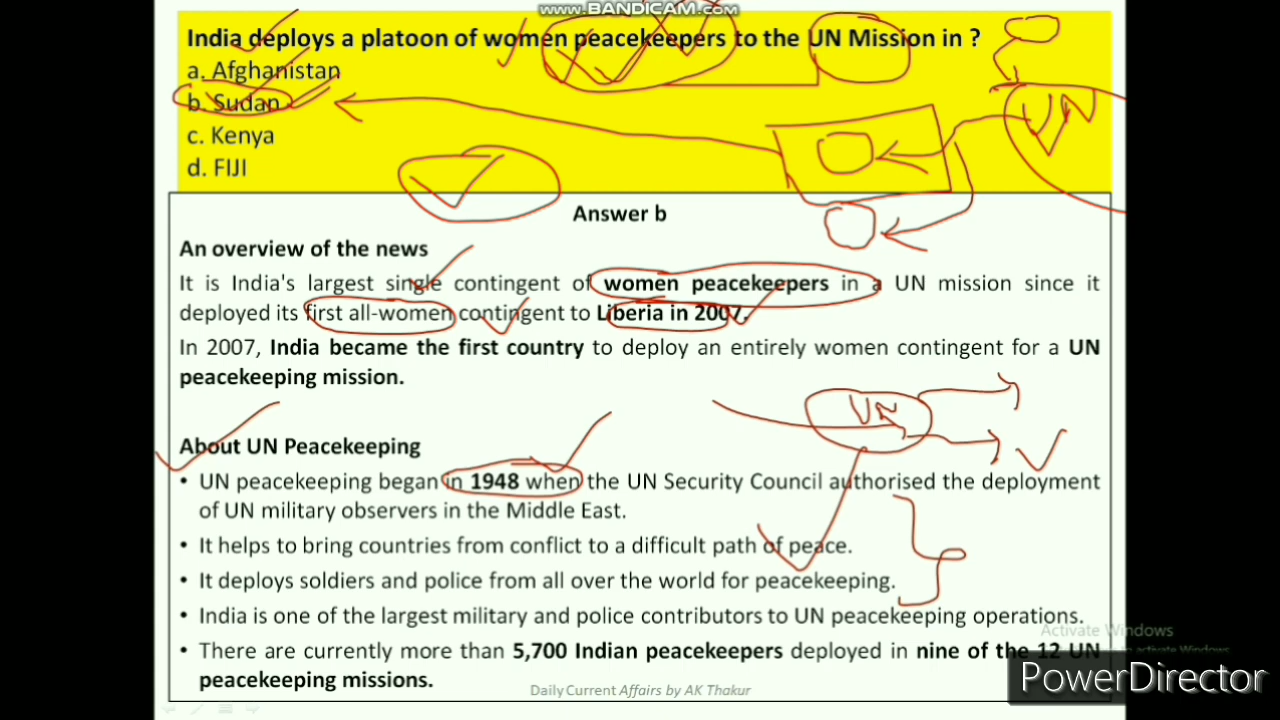 www.BANDICAM.com
India deploys a platoon of women peacekeepers to the UN Mission in ?
a. Afghanistan
b. Sudan
c. Kenya
d. FIJI
UN
Answer b
An overview of the news
It is India's largest single contingent of women peacekeepers in a UN mission since it
deployed its first all-women contingent to Liberia in 2007.
In 2007, India became the first country to deploy an entirely women contingent for a UN
peacekeeping mission.
UN
About UN Peacekeeping
• UN peacekeeping began in 1948 when the UN Security Council authorised the deployment
of UN military observers in the Middle East.
• It helps to bring countries from conflict to a difficult path of peace.
• It deploys soldiers and police from all over the world for peacekeeping.
• India is one of the largest military and police contributors to UN peacekeeping operations.
Activate Windows
• There are currently more than 5,700 Indian peacekeepers deployed in nine of the 12 UN
peacekeeping missions.
PowerDirector
Daily Current Affairs by AK Thakur